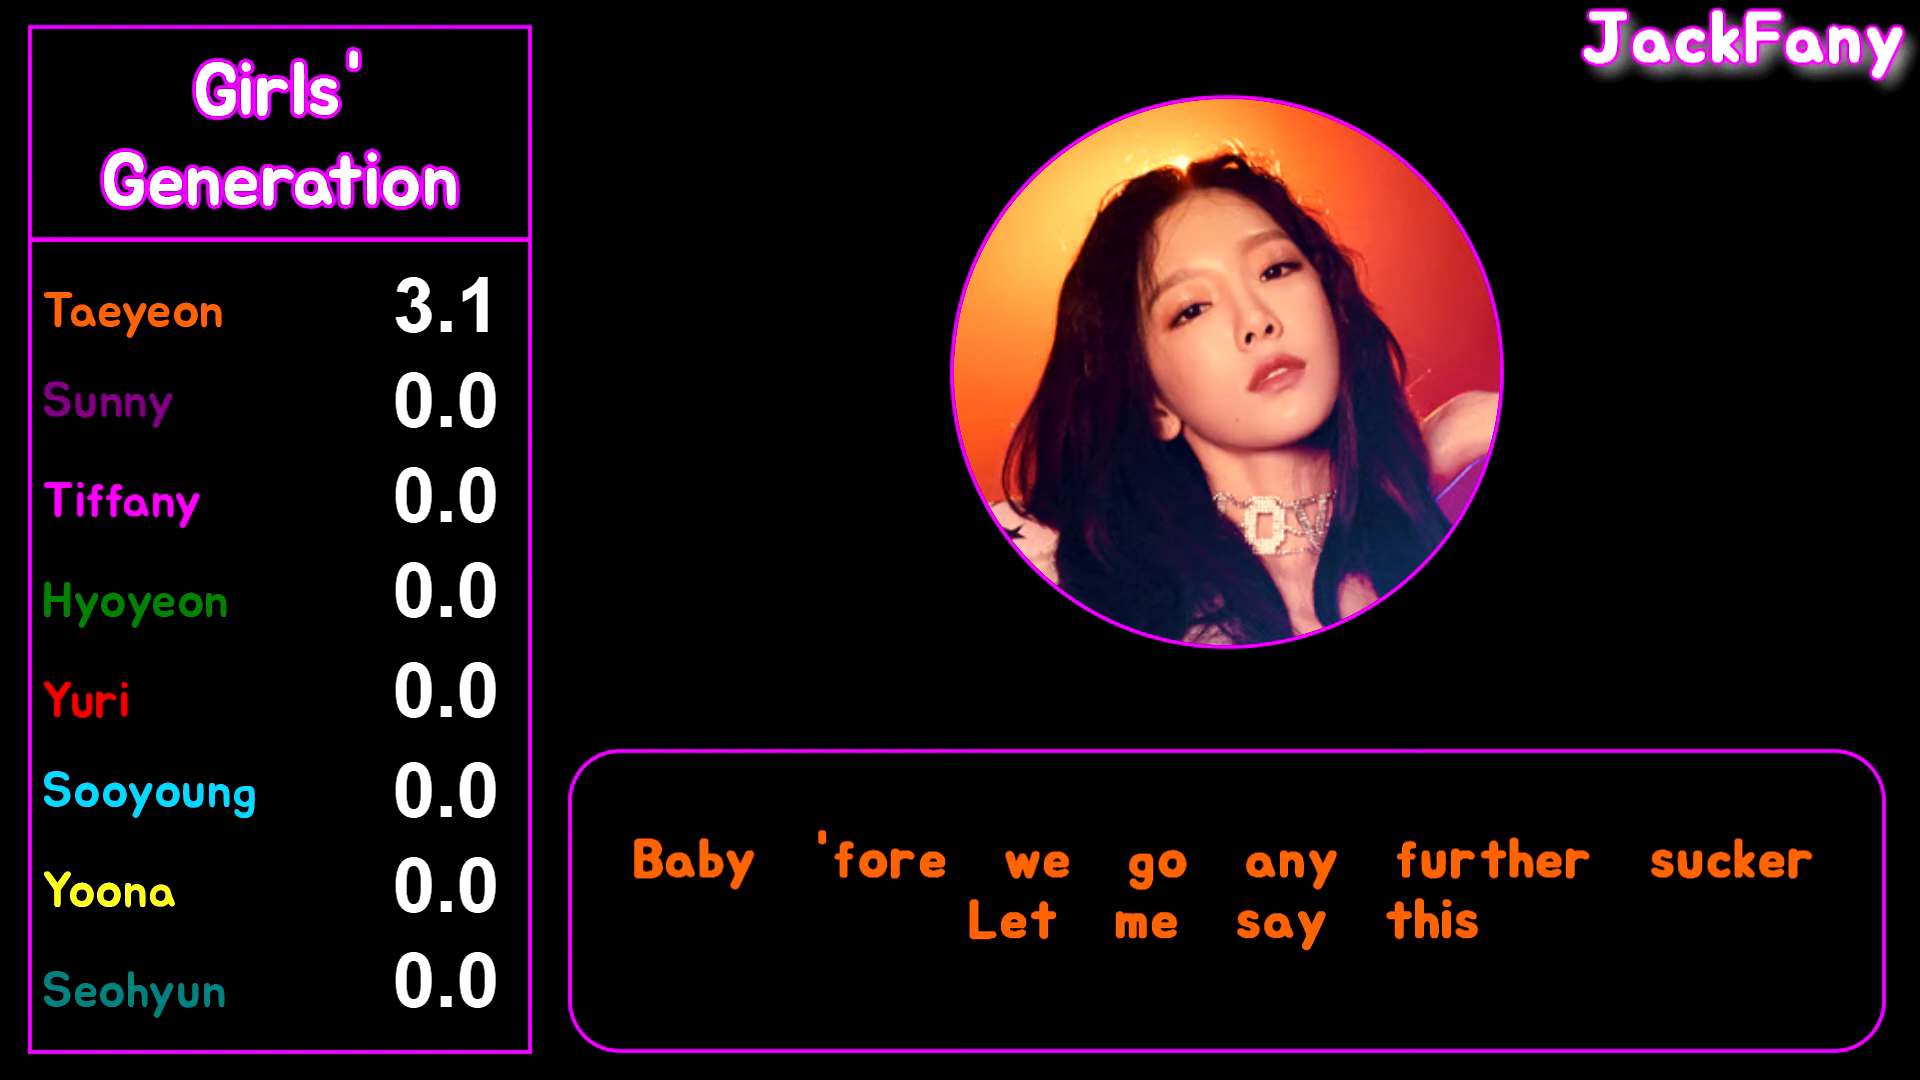 Girls'
Generation
Taeyeon 3.1
Sunny 0.0
Tiffany 0.0
Hyoyeon 0.0
Yuri 0.0
Sooyoung 0.0
Yoona 0.0
Seohyun 0.0
JackFany
Baby 'fore we go any further sucker
Let me say this